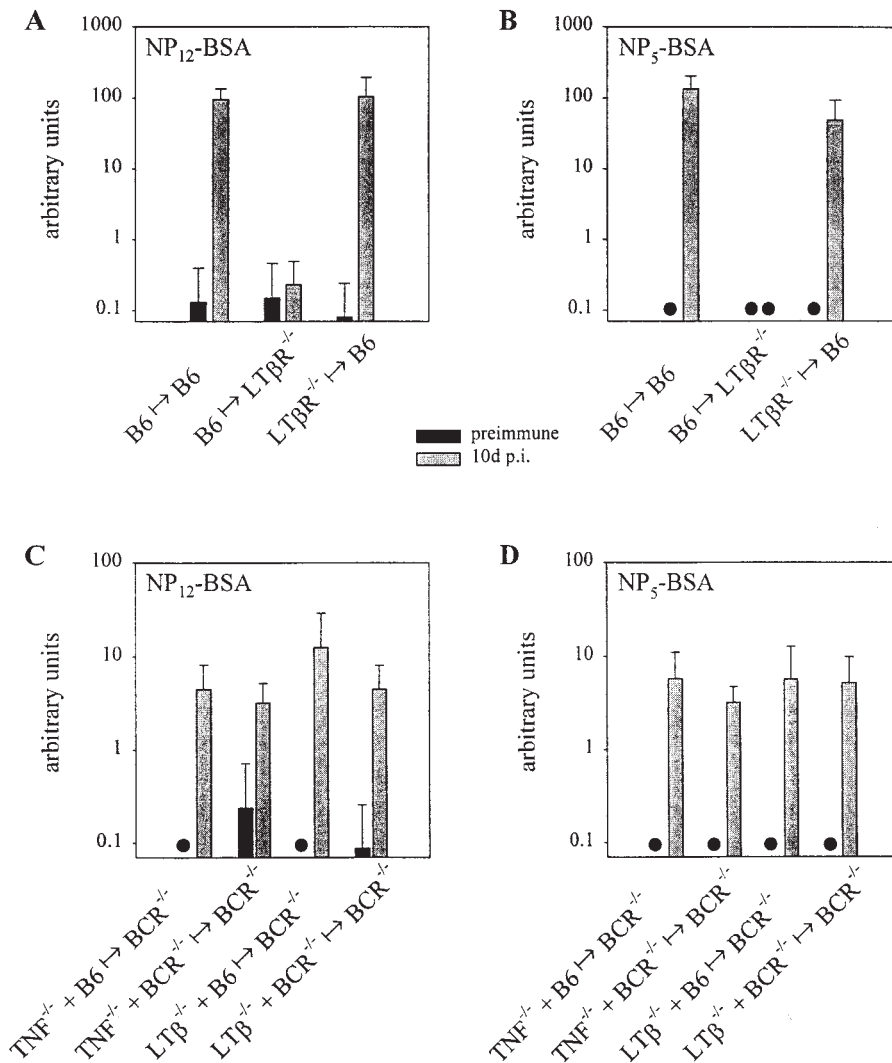 A
NP₁₂-BSA
1000
100
10
1
0.1
arbitrary units
B6 ↦ B6
B6 ↦ LTβR⁻/⁻
LTβR⁻/⁻ ↦ B6
B
NP₅-BSA
1000
100
10
1
0.1
arbitrary units
B6 ↦ B6
B6 ↦ LTβR⁻/⁻
LTβR⁻/⁻ ↦ B6
preimmune
10d p.i.
C
NP₁₂-BSA
100
10
1
0.1
arbitrary units
TNF⁻/⁻ + B6 ↦ BCR⁻/⁻
TNF⁻/⁻ + BCR⁻/⁻ ↦ BCR⁻/⁻
LTβ⁻/⁻ + B6 ↦ BCR⁻/⁻
LTβ⁻/⁻ + BCR⁻/⁻ ↦ BCR⁻/⁻
D
NP₅-BSA
100
10
1
0.1
arbitrary units
TNF⁻/⁻ + B6 ↦ BCR⁻/⁻
TNF⁻/⁻ + BCR⁻/⁻ ↦ BCR⁻/⁻
LTβ⁻/⁻ + B6 ↦ BCR⁻/⁻
LTβ⁻/⁻ + BCR⁻/⁻ ↦ BCR⁻/⁻